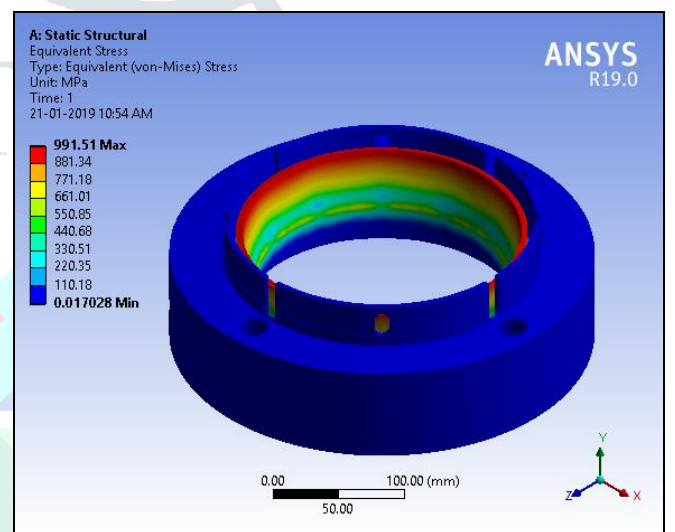 A: Static Structural
Equivalent Stress
Type: Equivalent (von-Mises) Stress
Unit: MPa
Time: 1
21-01-2019 10:54 AM
ANSYS
R19.0
991.51 Max
881.34
771.18
661.01
550.85
440.68
330.51
220.35
110.18
0.017028 Min
0.00 100.00 (mm)
50.00
Y
Z X